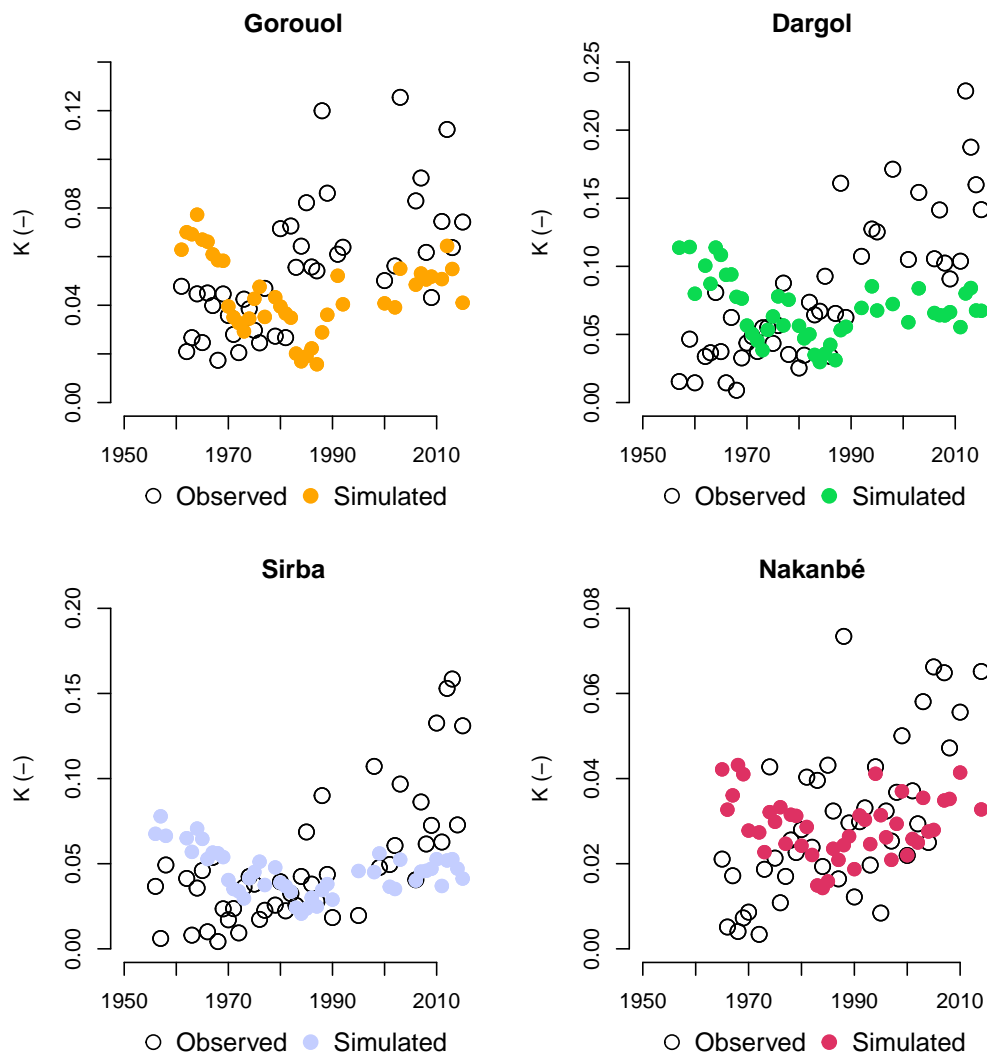 Gorouol
K (−)
0.00 0.04 0.08 0.12
1950 1970 1990 2010
Observed Simulated
Dargol
K (−)
0.00 0.05 0.10 0.15 0.20 0.25
1950 1970 1990 2010
Observed Simulated
Sirba
K (−)
0.00 0.05 0.10 0.15 0.20
1950 1970 1990 2010
Observed Simulated
Nakanbé
K (−)
0.00 0.02 0.04 0.06 0.08
1950 1970 1990 2010
Observed Simulated